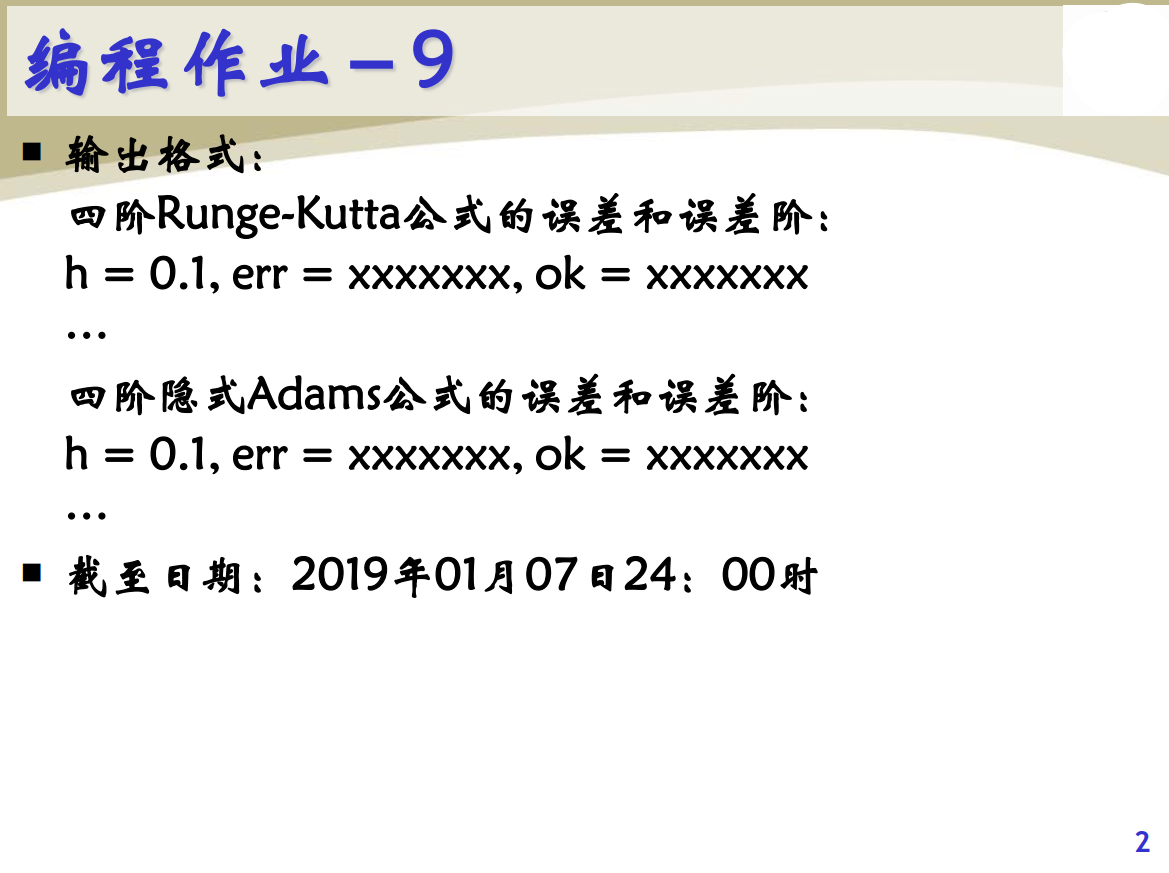 编程作业 – 9
■ 输出格式：
四阶Runge-Kutta公式的误差和误差阶：
h = 0.1, err = xxxxxxx, ok = xxxxxxx
…
四阶隐式Adams公式的误差和误差阶：
h = 0.1, err = xxxxxxx, ok = xxxxxxx
…
■ 截至日期：2019年01月07日24：00时
2